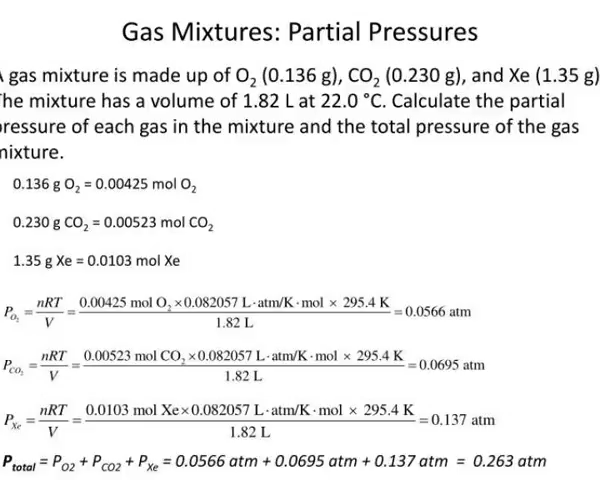 Gas Mixtures: Partial Pressures
gas mixture is made up of O₂ (0.136 g), CO₂ (0.230 g), and Xe (1.35 g)
The mixture has a volume of 1.82 L at 22.0 °C. Calculate the partial
pressure of each gas in the mixture and the total pressure of the gas
mixture.
0.136 g O₂ = 0.00425 mol O₂
0.230 g CO₂ = 0.00523 mol CO₂
1.35 g Xe = 0.0103 mol Xe
P_O₂ = nRT/V = 0.00425 mol O₂ × 0.082057 L·atm/K·mol × 295.4 K / 1.82 L = 0.0566 atm
P_CO₂ = nRT/V = 0.00523 mol CO₂ × 0.082057 L·atm/K·mol × 295.4 K / 1.82 L = 0.0695 atm
P_Xe = nRT/V = 0.0103 mol Xe × 0.082057 L·atm/K·mol × 295.4 K / 1.82 L = 0.137 atm
P_total = P_O2 + P_CO2 + P_Xe = 0.0566 atm + 0.0695 atm + 0.137 atm = 0.263 atm